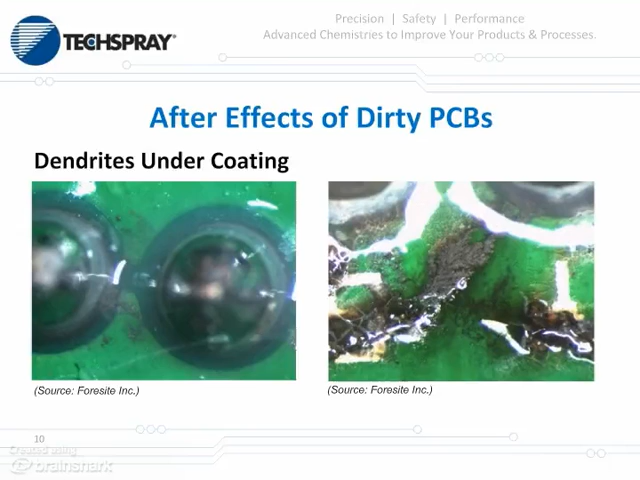 Precision | Safety | Performance
TECHSPRAY®
Advanced Chemistries to Improve Your Products & Processes.
After Effects of Dirty PCBs
Dendrites Under Coating
(Source: Foresite Inc.)
(Source: Foresite Inc.)
10
Created using
brainshark